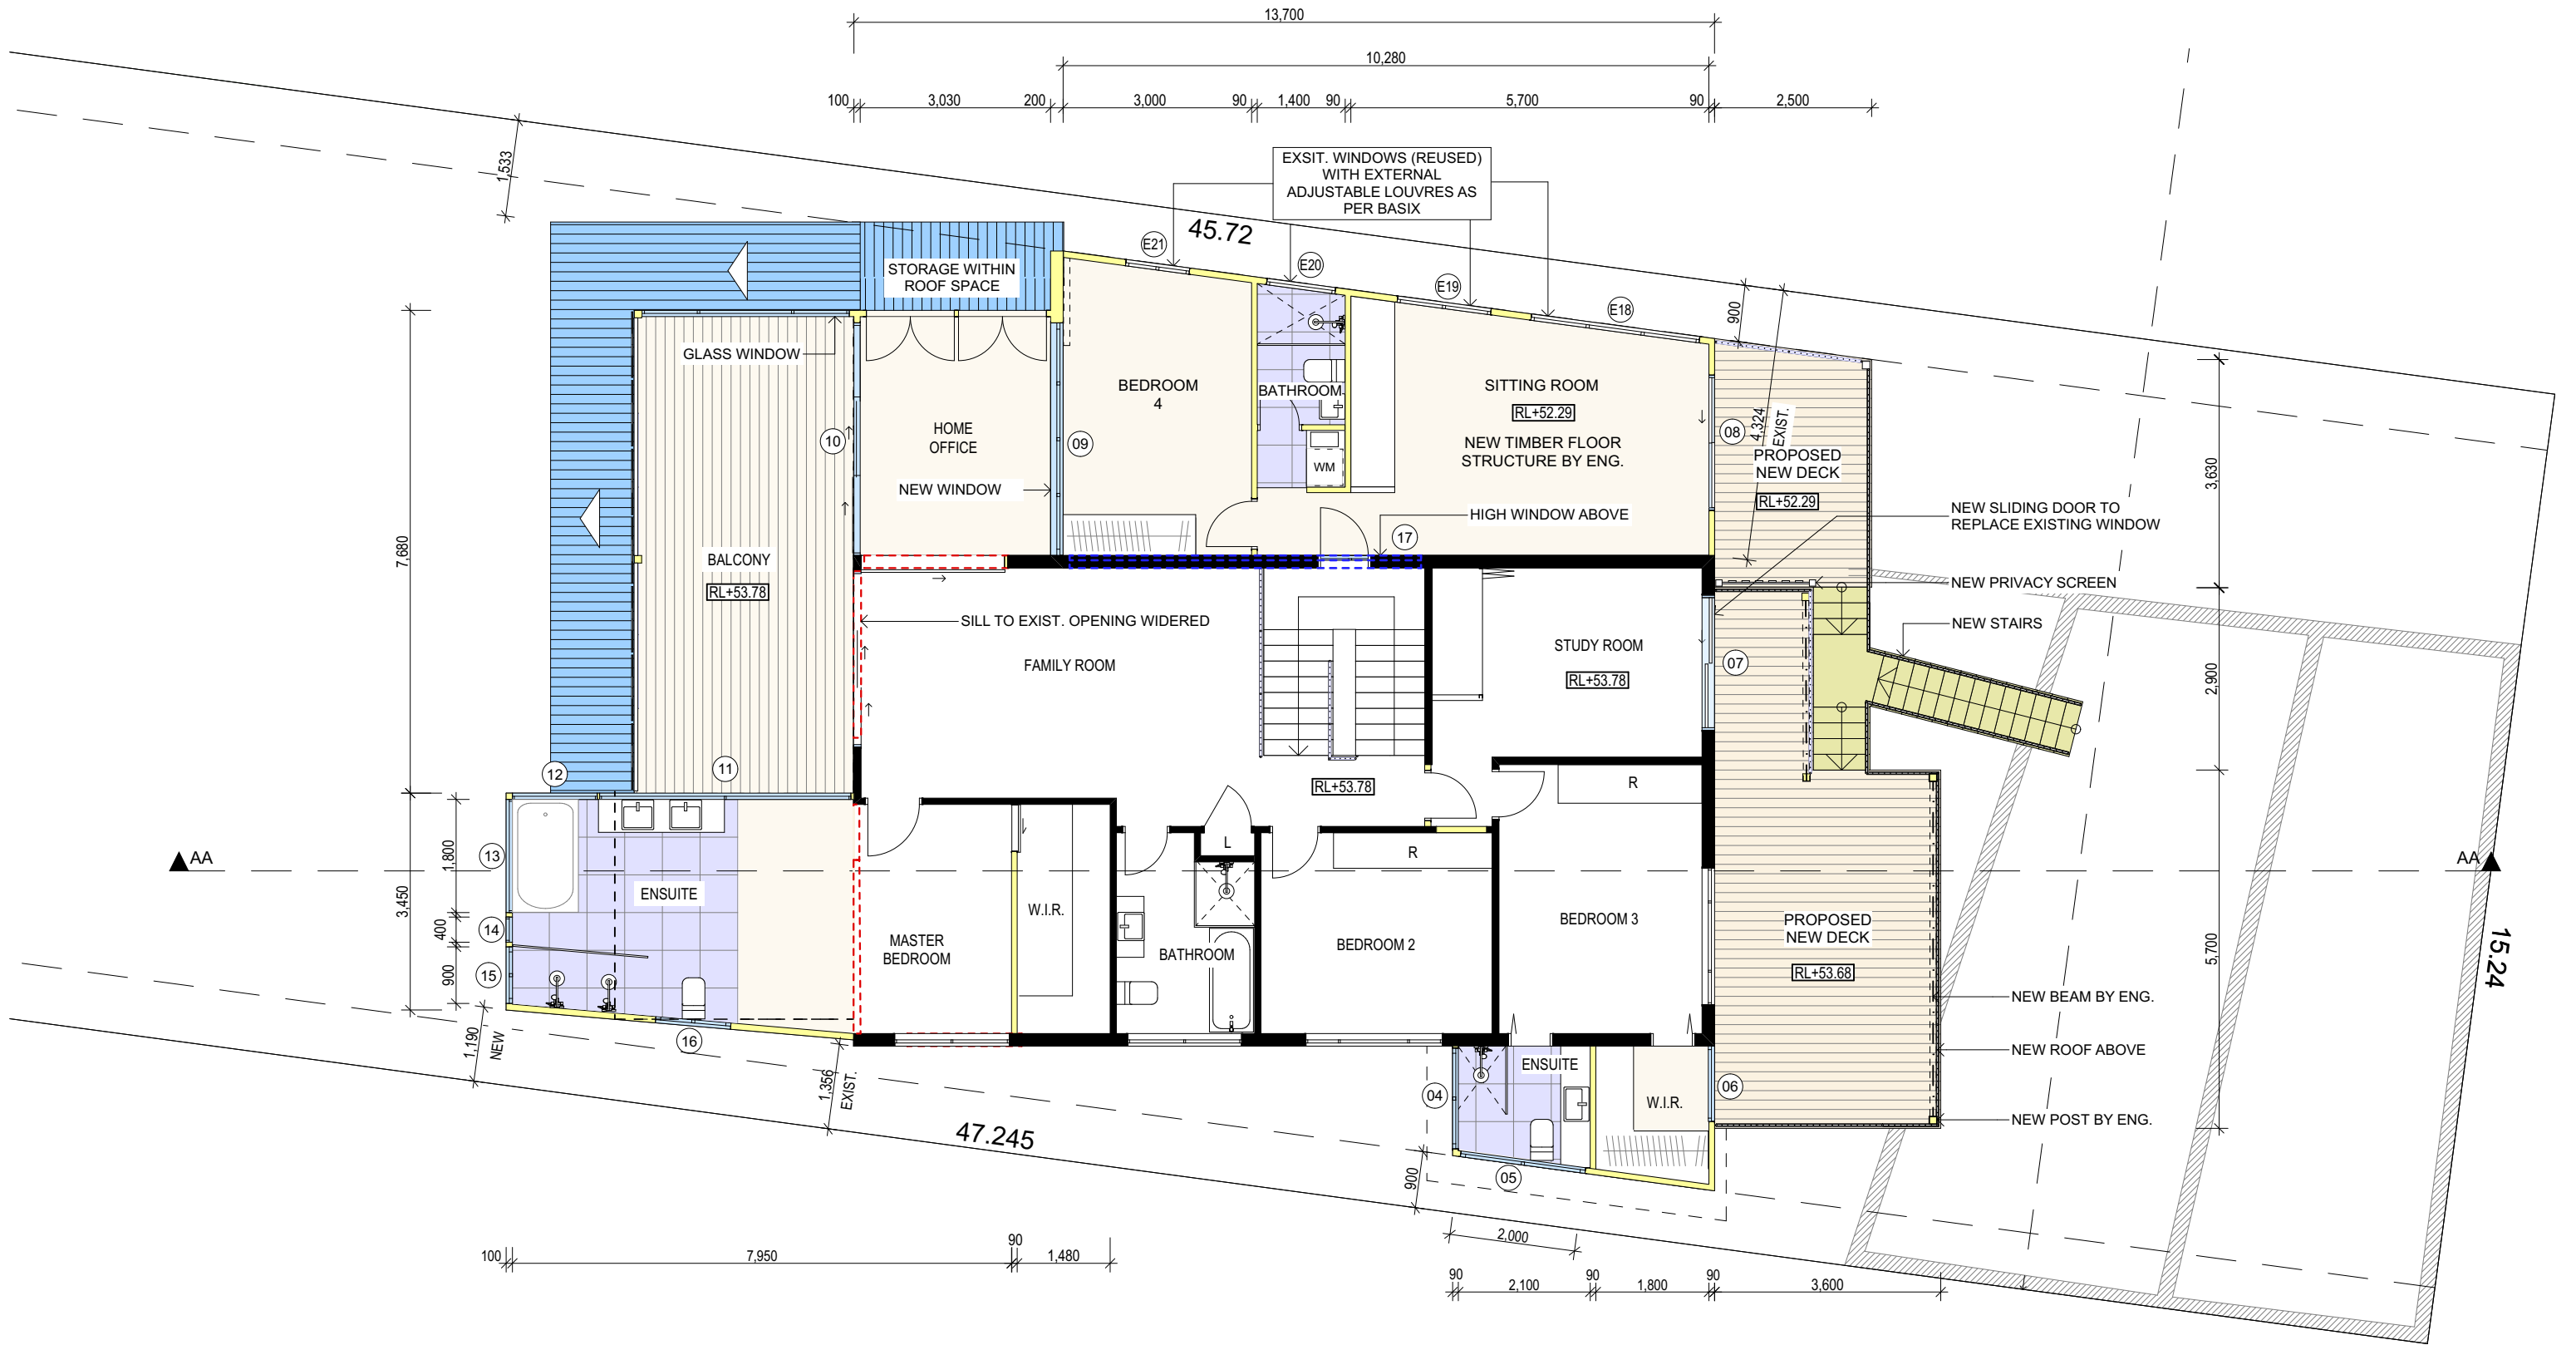 13,700
10,280
100 3,030 200 3,000 90 1,400 90 5,700 90 2,500
1,533
EXSIT. WINDOWS (REUSED)
WITH EXTERNAL
ADJUSTABLE LOUVRES AS
PER BASIX
45.72
E21
E20
E19
E18
STORAGE WITHIN
ROOF SPACE
900
GLASS WINDOW
BEDROOM
4
BATHROOM
SITTING ROOM
RL+52.29
NEW TIMBER FLOOR
STRUCTURE BY ENG.
10
HOME
OFFICE
09
WM
08
4,324
EXIST.
PROPOSED
NEW DECK
RL+52.29
3,630
NEW WINDOW
HIGH WINDOW ABOVE
17
NEW SLIDING DOOR TO
REPLACE EXISTING WINDOW
7,680
BALCONY
RL+53.78
NEW PRIVACY SCREEN
SILL TO EXIST. OPENING WIDERED
NEW STAIRS
FAMILY ROOM
STUDY ROOM
RL+53.78
07
2,900
12
11
RL+53.78
R
AA
13
1,800
L
R
AA
3,450
ENSUITE
W.I.R.
14
400
MASTER
BEDROOM
BATHROOM
BEDROOM 2
BEDROOM 3
PROPOSED
NEW DECK
RL+53.68
5,700
15.24
15
900
NEW BEAM BY ENG.
1,190
NEW
16
1,356
EXIST.
ENSUITE
NEW ROOF ABOVE
04
W.I.R.
06
NEW POST BY ENG.
47.245
900
05
2,000
100 7,950 90 1,480
90 2,100 90 1,800 90 3,600